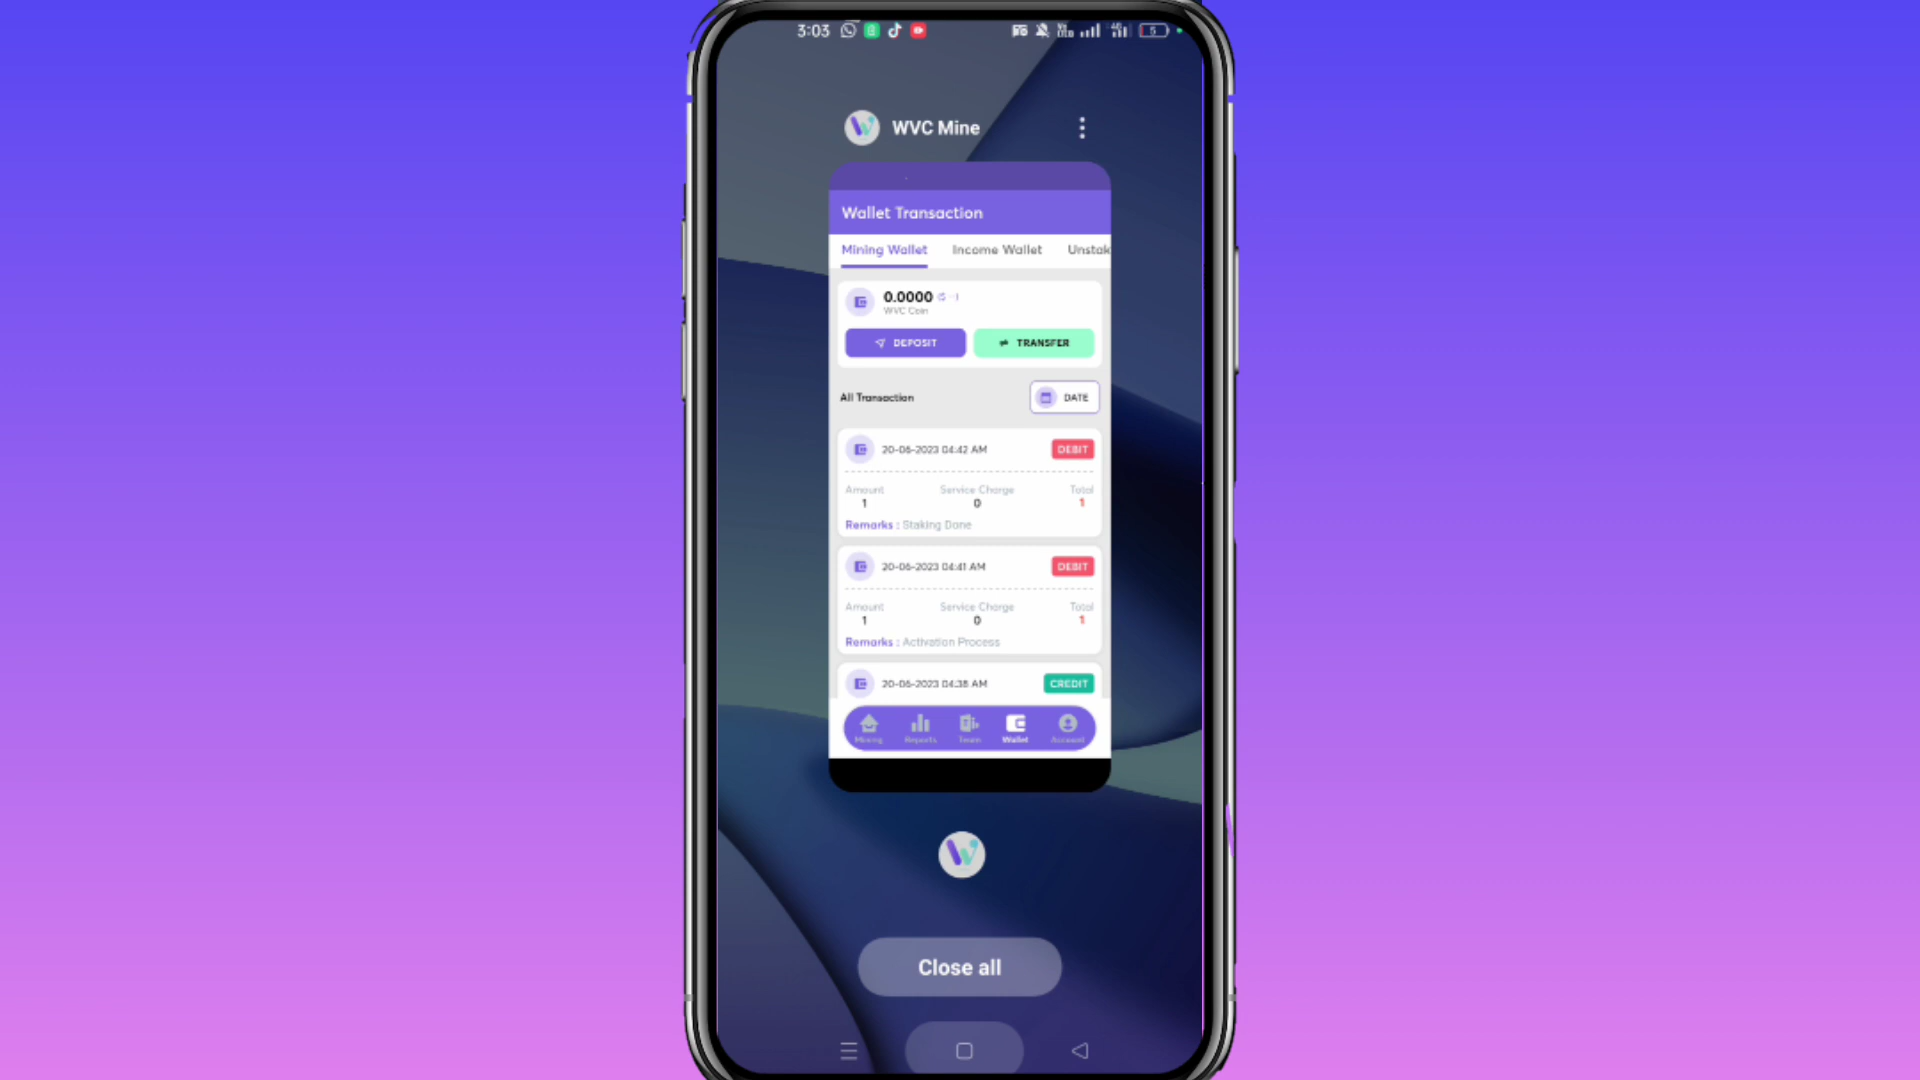 3:03
5
WVC Mine
Wallet Transaction
Mining Wallet Income Wallet Unstak
0.0000
WVC Coin
DEPOSIT TRANSFER
All Transaction DATE
20-06-2023 04:42 AM DEBIT
Amount Service Charge Total
1 0 1
Remarks : Staking Done
20-06-2023 04:41 AM DEBIT
Amount Service Charge Total
1 0 1
Remarks : Activation Process
20-06-2023 04:38 AM CREDIT
Mining Reports Team Wallet Account
Close all